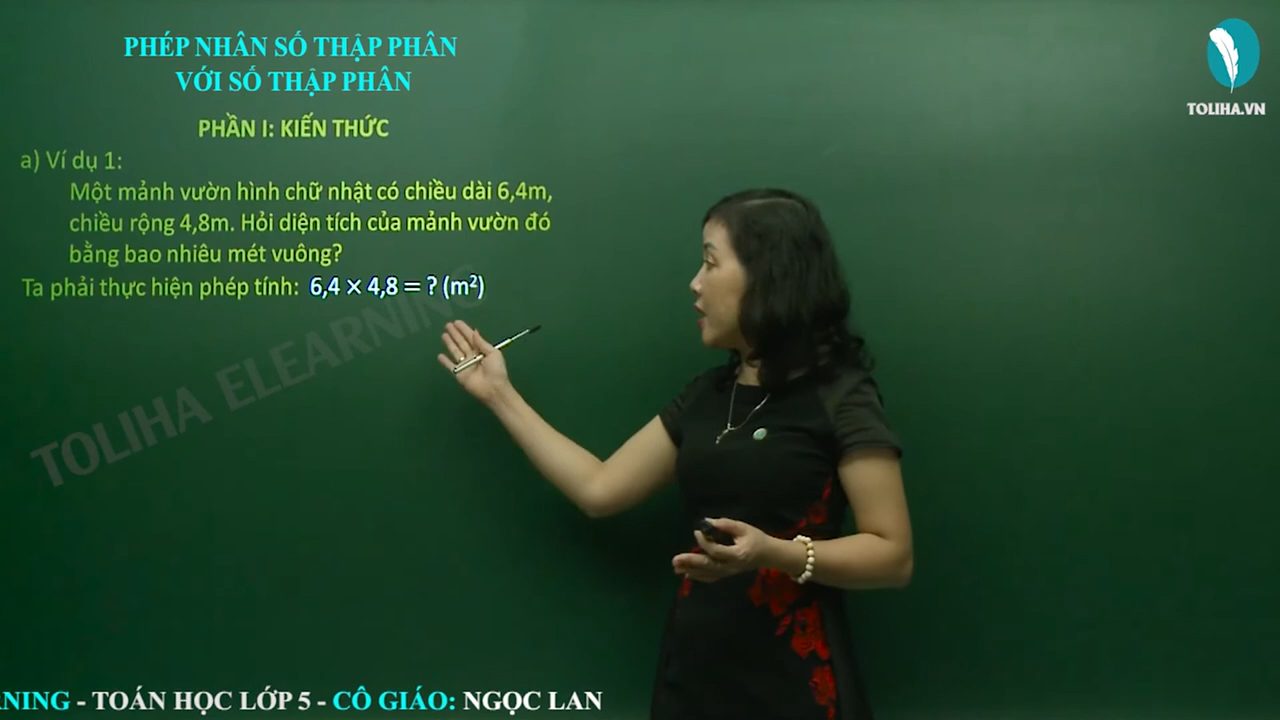 PHÉP NHÂN SỐ THẬP PHÂN
VỚI SỐ THẬP PHÂN
PHẦN I: KIẾN THỨC
a) Ví dụ 1:
Một mảnh vườn hình chữ nhật có chiều dài 6,4m,
chiều rộng 4,8m. Hỏi diện tích của mảnh vườn đó
bằng bao nhiêu mét vuông?
Ta phải thực hiện phép tính: 6,4 × 4,8 = ? (m²)
TOLIHA.VN
TOLIHA ELEARNING
RNING - TOÁN HỌC LỚP 5 - CÔ GIÁO: NGỌC LAN